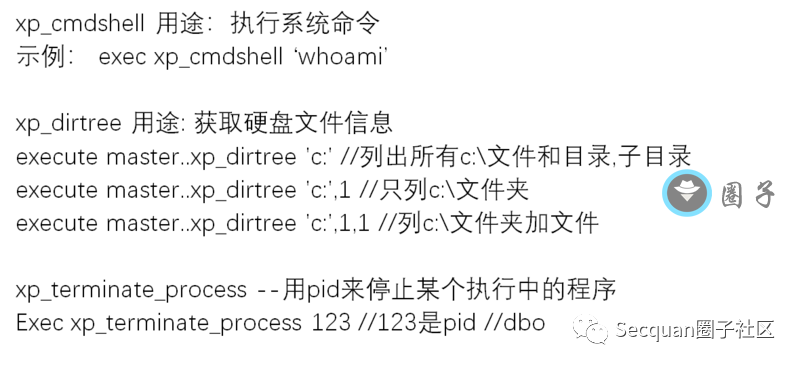 xp_cmdshell 用途：执行系统命令
示例： exec xp_cmdshell ‘whoami’
xp_dirtree 用途: 获取硬盘文件信息
execute master..xp_dirtree 'c:' //列出所有c:\文件和目录,子目录
execute master..xp_dirtree 'c:',1 //只列c:\文件夹
execute master..xp_dirtree 'c:',1,1 //列c:\文件夹加文件
圈子
xp_terminate_process --用pid来停止某个执行中的程序
Exec xp_terminate_process 123 //123是pid //dbo
Secquan圈子社区